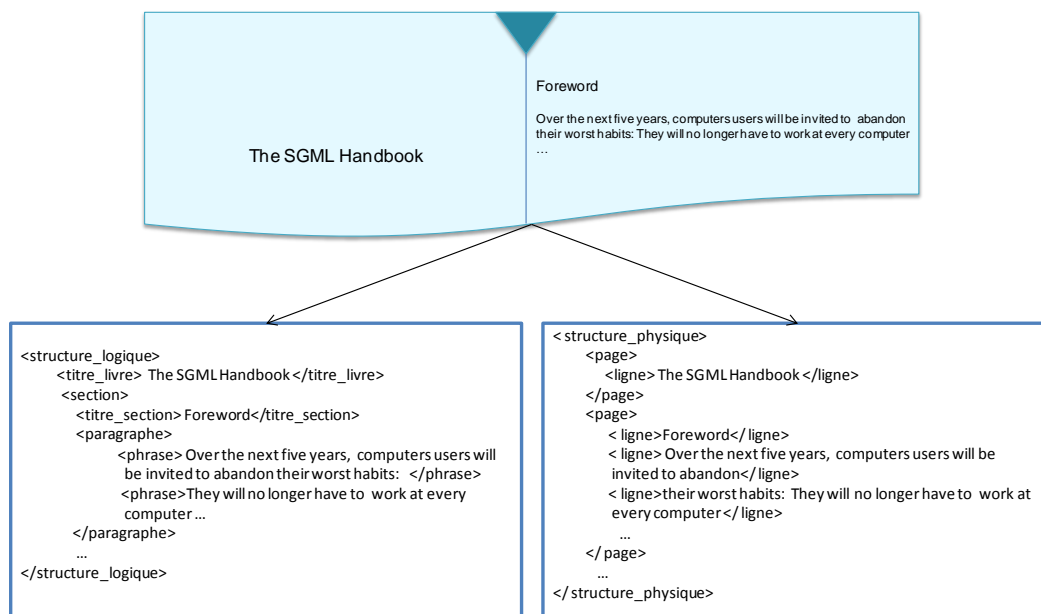 The SGML Handbook
Foreword
Over the next five years, computers users will be invited to abandon
their worst habits: They will no longer have to work at every computer
…
<structure_logique>
<titre_livre> The SGML Handbook </titre_livre>
<section>
<titre_section> Foreword</titre_section>
<paragraphe>
<phrase> Over the next five years, computers users will
be invited to abandon their worst habits: </phrase>
<phrase>They will no longer have to work at every
computer …
</paragraphe>
…
</structure_logique>
< structure_physique>
<page>
<ligne> The SGML Handbook </ligne>
</page>
<page>
< ligne>Foreword</ ligne>
< ligne> Over the next five years, computers users will be
invited to abandon</ ligne>
< ligne>their worst habits: They will no longer have to work at
every computer </ ligne>
…
</ page>
…
</ structure_physique>